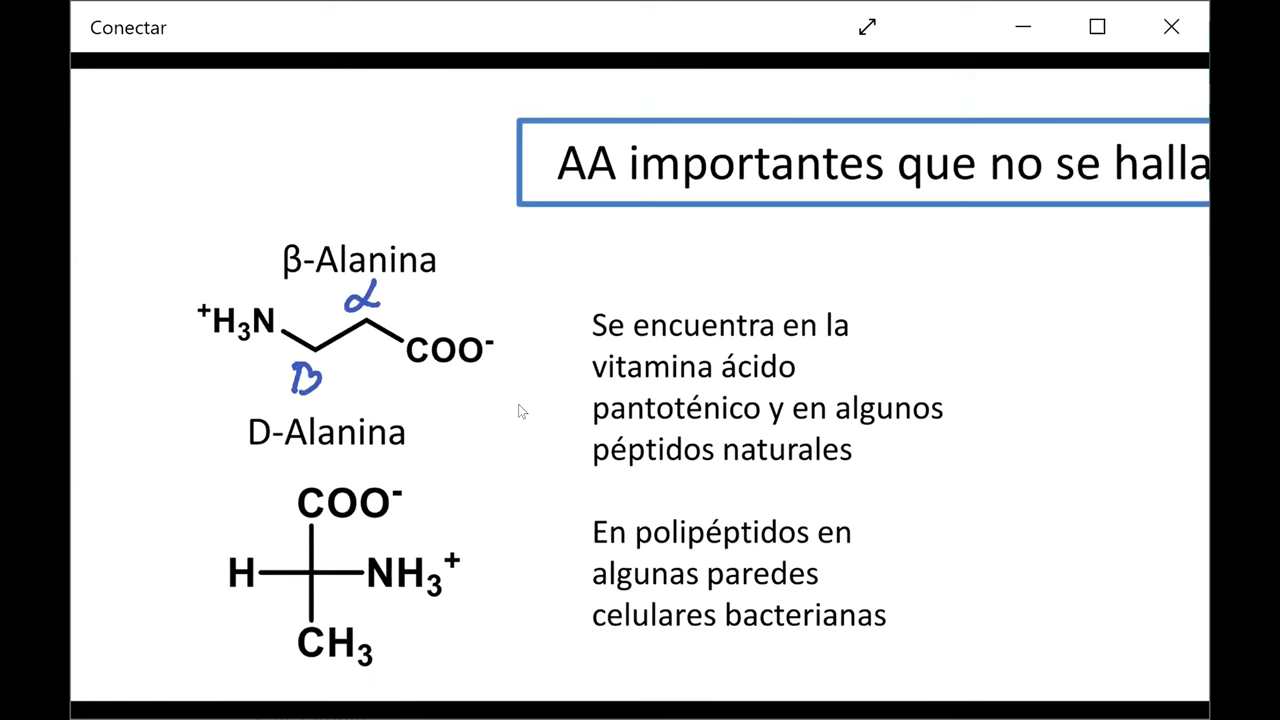 Conectar
AA importantes que no se halla
β-Alanina
α
⁺H₃N
COO⁻
β
D-Alanina
COO⁻
H
NH₃⁺
CH₃
Se encuentra en la
vitamina ácido
pantoténico y en algunos
péptidos naturales
En polipéptidos en
algunas paredes
celulares bacterianas